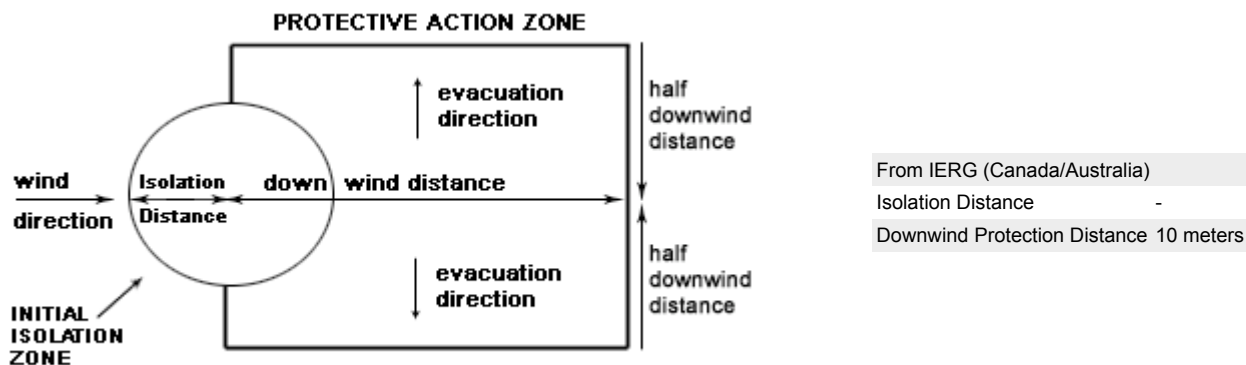 PROTECTIVE ACTION ZONE
evacuation
direction
half
downwind
distance
wind
direction
Isolation
Distance
down wind distance
evacuation
direction
half
downwind
distance
INITIAL
ISOLATION
ZONE
From IERG (Canada/Australia)
Isolation Distance -
Downwind Protection Distance 10 meters